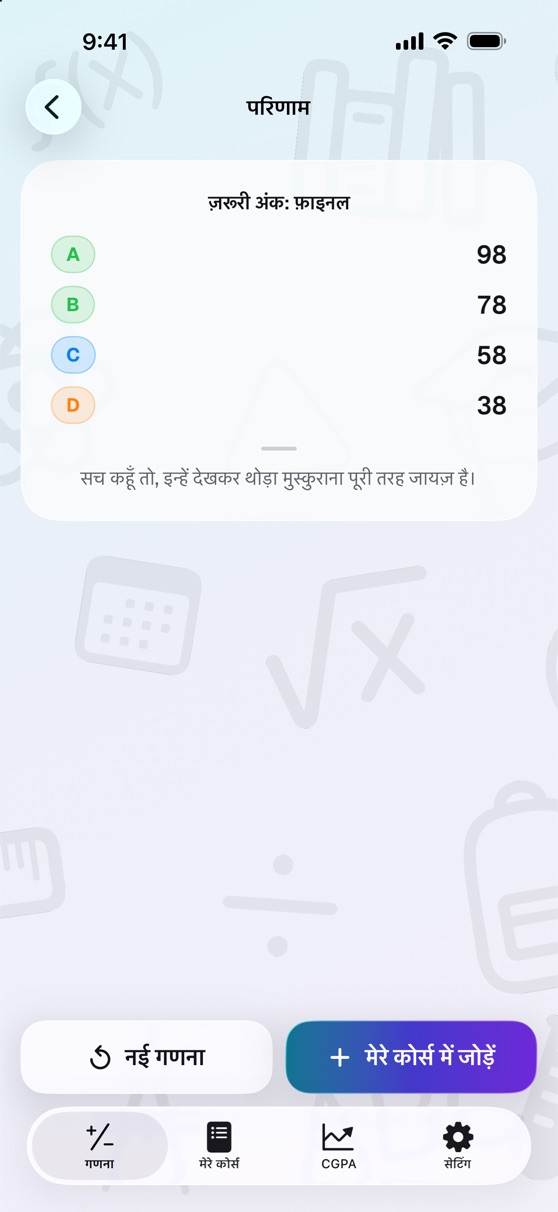 9:41
परिणाम
ज़रूरी अंक: फ़ाइनल
A 98
B 78
C 58
D 38
सच कहूँ तो, इन्हें देखकर थोड़ा मुस्कुराना पूरी तरह जायज़ है।
नई गणना
मेरे कोर्स में जोड़ें
गणना
मेरे कोर्स
CGPA
सेटिंग